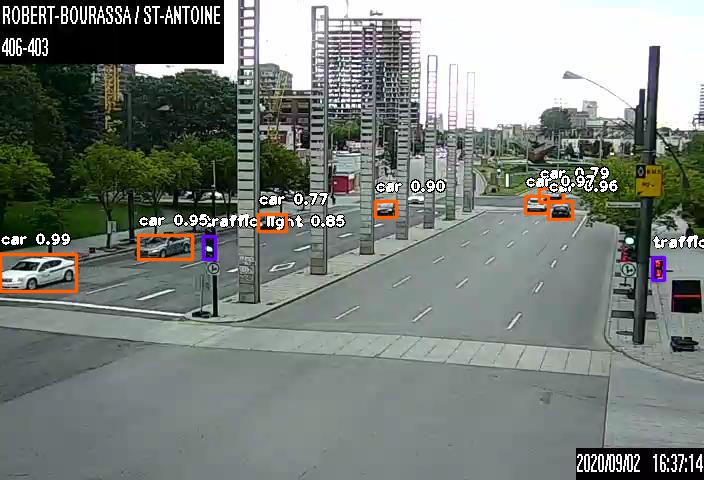 ROBERT-BOURASSA / ST-ANTOINE
406-403
car 0.79
car 0.97
car 0.96
car 0.77
car 0.90
car 0.95
traffic light 0.85
car 0.99
traffic
2020/09/02 16:37:14